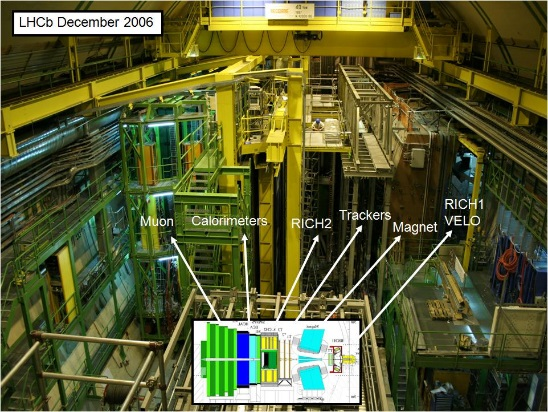 LHCb December 2006
Muon
Calorimeters
RICH2
Trackers
Magnet
RICH1
VELO